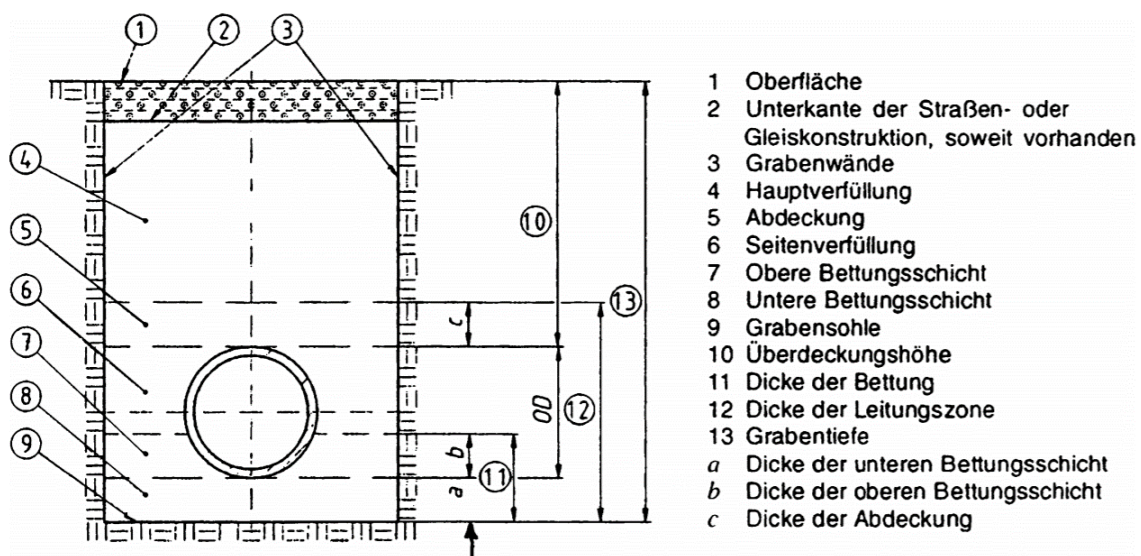 1
2
3
4
5
6
7
8
9
10
11
12
13
a
b
c
OD
1 Oberfläche
2 Unterkante der Straßen- oder
Gleiskonstruktion, soweit vorhanden
3 Grabenwände
4 Hauptverfüllung
5 Abdeckung
6 Seitenverfüllung
7 Obere Bettungsschicht
8 Untere Bettungsschicht
9 Grabensohle
10 Überdeckungshöhe
11 Dicke der Bettung
12 Dicke der Leitungszone
13 Grabentiefe
a Dicke der unteren Bettungsschicht
b Dicke der oberen Bettungsschicht
c Dicke der Abdeckung